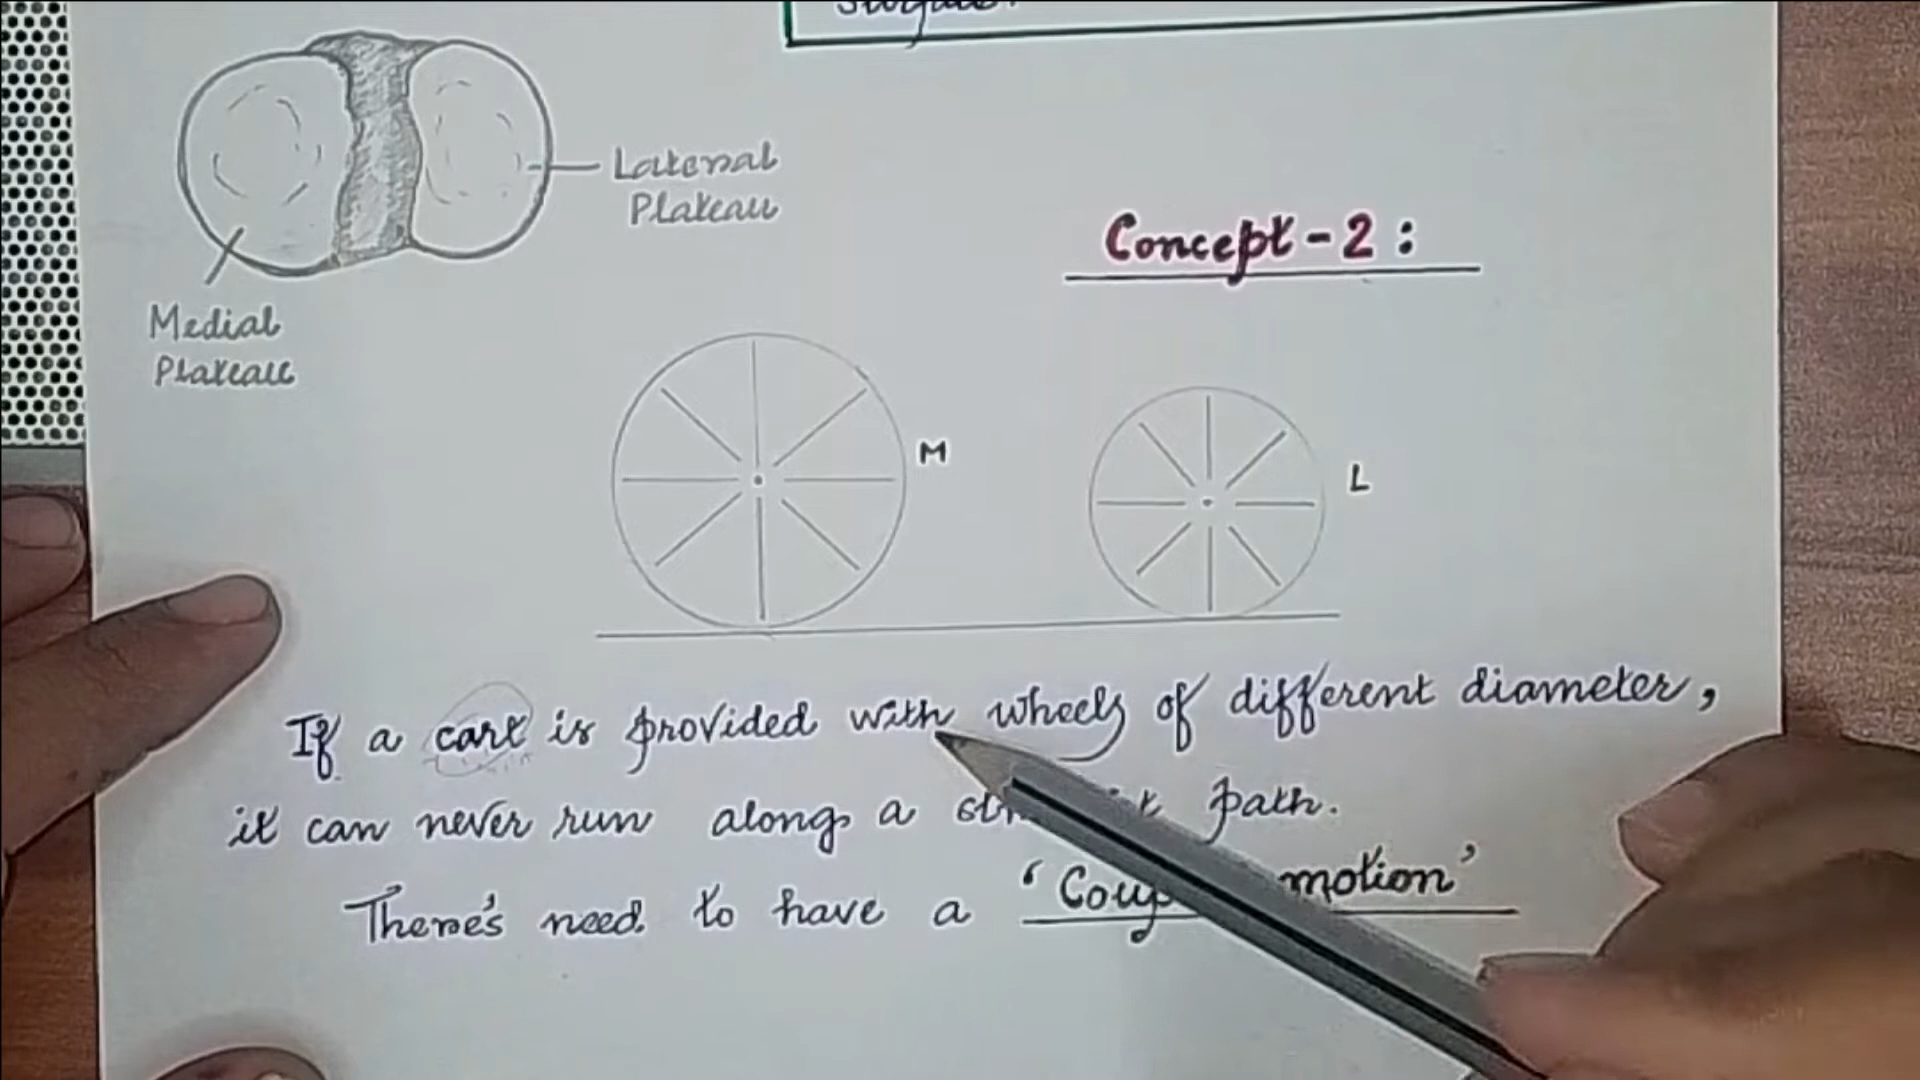 surface.
Lateral
Plateau
Concept-2:
Medial
Plateau
M
L
If a cart is provided with wheels of different diameter,
it can never run along a path.
There's need to have a ' motion'